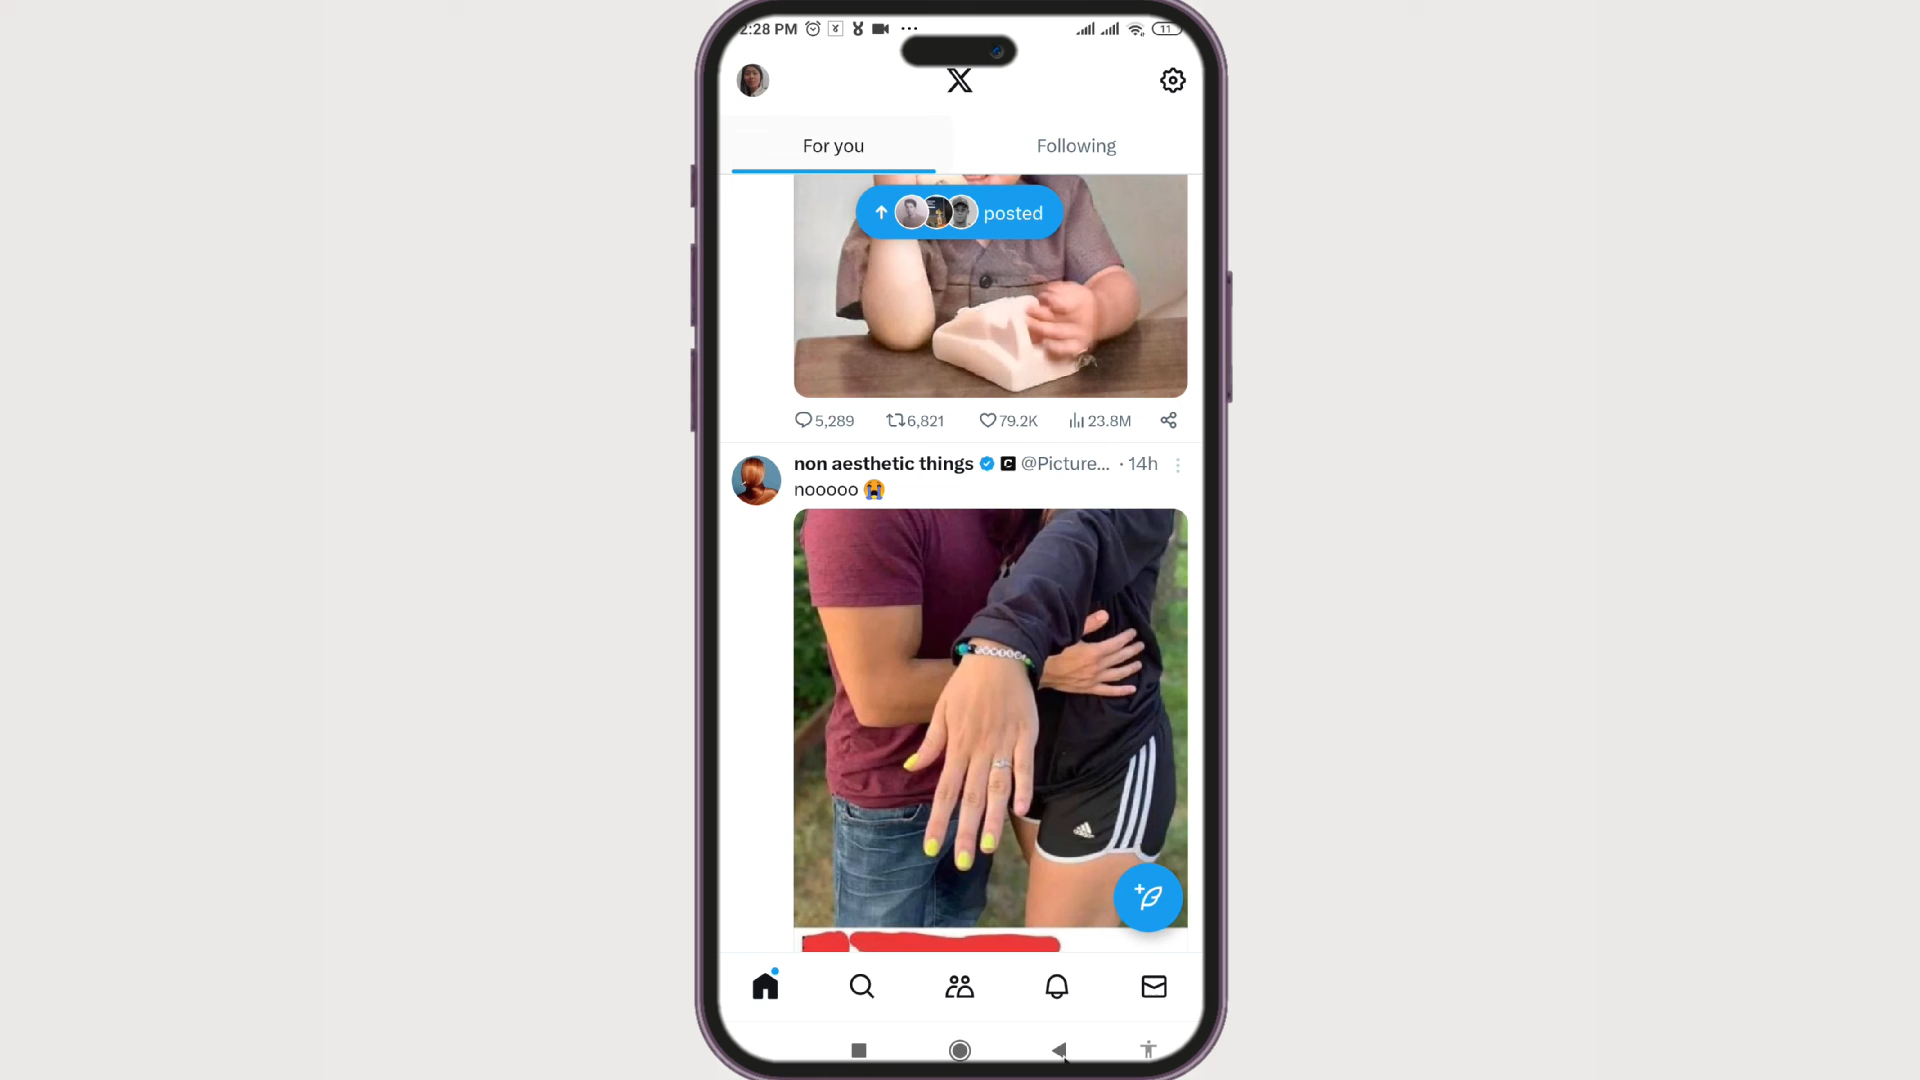 2:28 PM
11
X
For you
Following
posted
5,289
6,821
79.2K
23.8M
non aesthetic things @Picture... · 14h
nooooo 😭